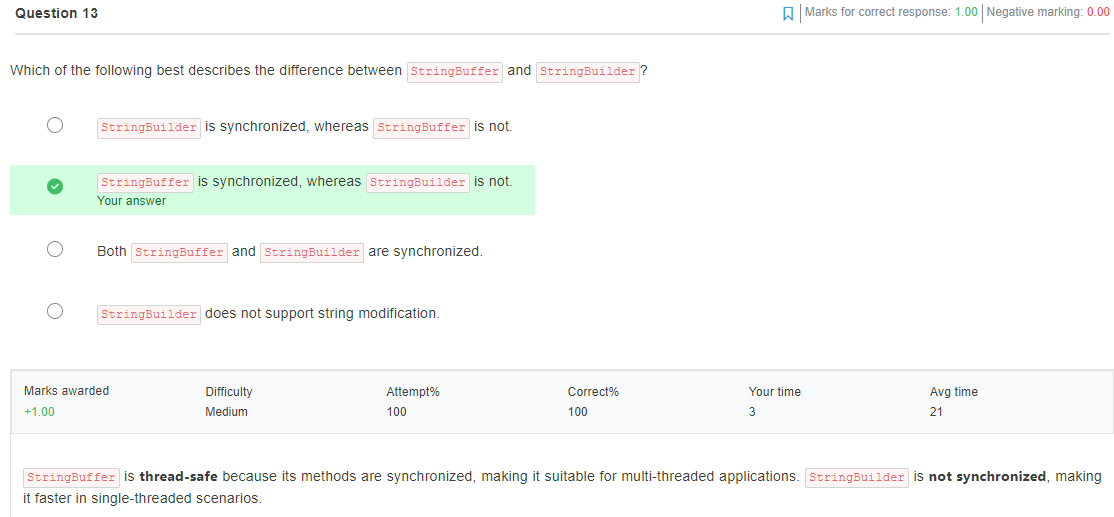 Question 13
Marks for correct response: 1.00 Negative marking: 0.00
Which of the following best describes the difference between StringBuffer and StringBuilder ?
StringBuilder is synchronized, whereas StringBuffer is not.
StringBuffer is synchronized, whereas StringBuilder is not.
Your answer
Both StringBuffer and StringBuilder are synchronized.
StringBuilder does not support string modification.
Marks awarded Difficulty Attempt% Correct% Your time Avg time
+1.00 Medium 100 100 3 21
StringBuffer is thread-safe because its methods are synchronized, making it suitable for multi-threaded applications. StringBuilder is not synchronized, making
it faster in single-threaded scenarios.